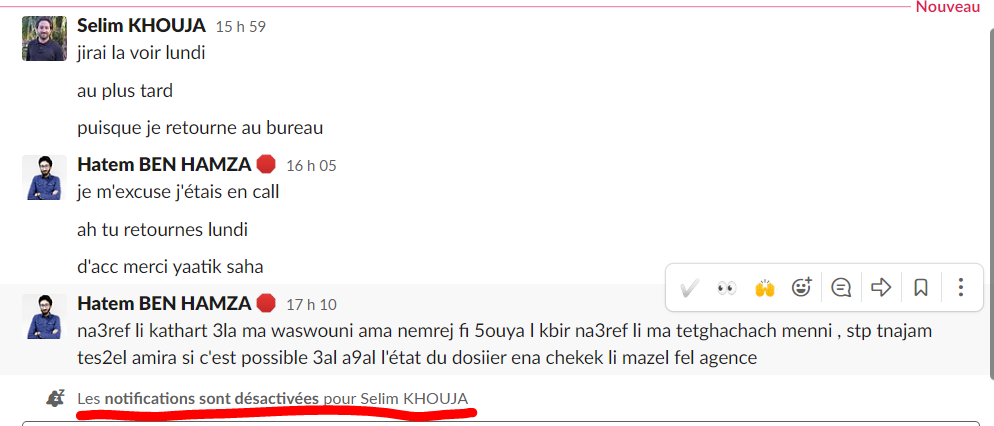 Nouveau
Selim KHOUJA 15 h 59
jirai la voir lundi
au plus tard
puisque je retourne au bureau
Hatem BEN HAMZA 16 h 05
je m'excuse j'étais en call
ah tu retournes lundi
d'acc merci yaatik saha
Hatem BEN HAMZA 17 h 10
na3ref li kathart 3la ma waswouni ama nemrej fi 5ouya l kbir na3ref li ma tetghachach menni , stp tnajam
tes2el amira si c'est possible 3al a9al l'état du dosiier ena chekek li mazel fel agence
Les notifications sont désactivées pour Selim KHOUJA